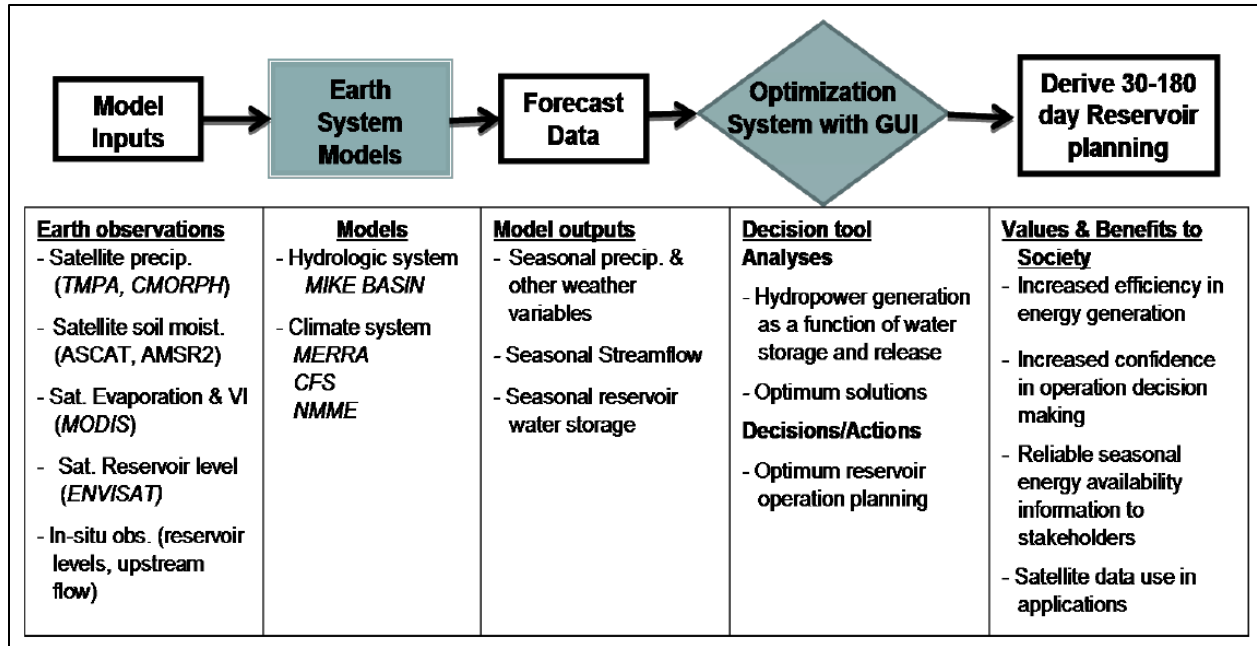 Model
Inputs
Earth
System
Models
Forecast
Data
Optimization
System with GUI
Derive 30-180
day Reservoir
planning
Earth observations
- Satellite precip.
(TMPA, CMORPH)
- Satellite soil moist.
(ASCAT, AMSR2)
- Sat. Evaporation & VI
(MODIS)
- Sat. Reservoir level
(ENVISAT)
- In-situ obs. (reservoir
levels, upstream
flow)
Models
- Hydrologic system
MIKE BASIN
- Climate system
MERRA
CFS
NMME
Model outputs
- Seasonal precip. &
other weather
variables
- Seasonal Streamflow
- Seasonal reservoir
water storage
Decision tool
Analyses
- Hydropower generation
as a function of water
storage and release
- Optimum solutions
Decisions/Actions
- Optimum reservoir
operation planning
Values & Benefits to
Society
- Increased efficiency in
energy generation
- Increased confidence
in operation decision
making
- Reliable seasonal
energy availability
information to
stakeholders
- Satellite data use in
applications